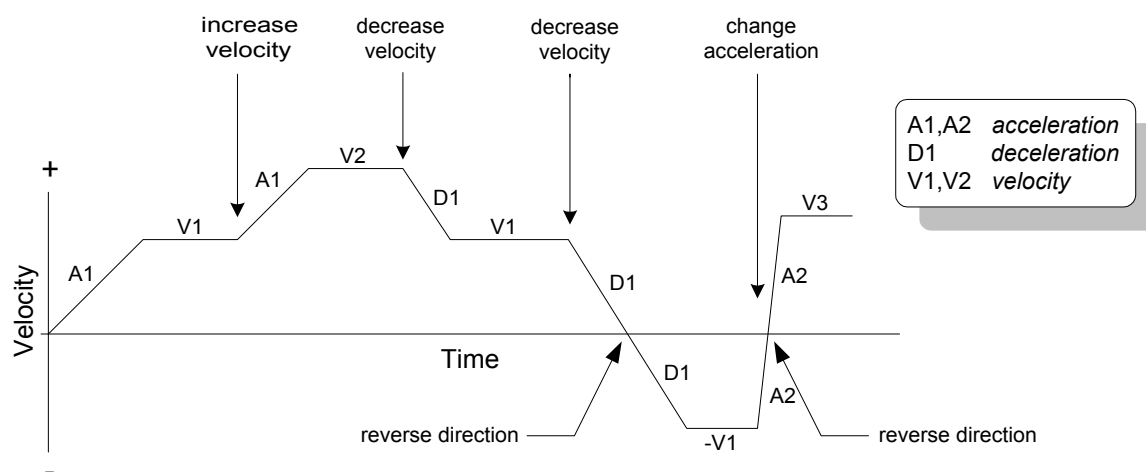 increase
velocity
decrease
velocity
decrease
velocity
change
acceleration
A1,A2 acceleration
D1 deceleration
V1,V2 velocity
+
V2
A1
D1
V3
V1
V1
A1
D1
A2
Velocity
Time
D1
A2
reverse direction
-V1
reverse direction
-